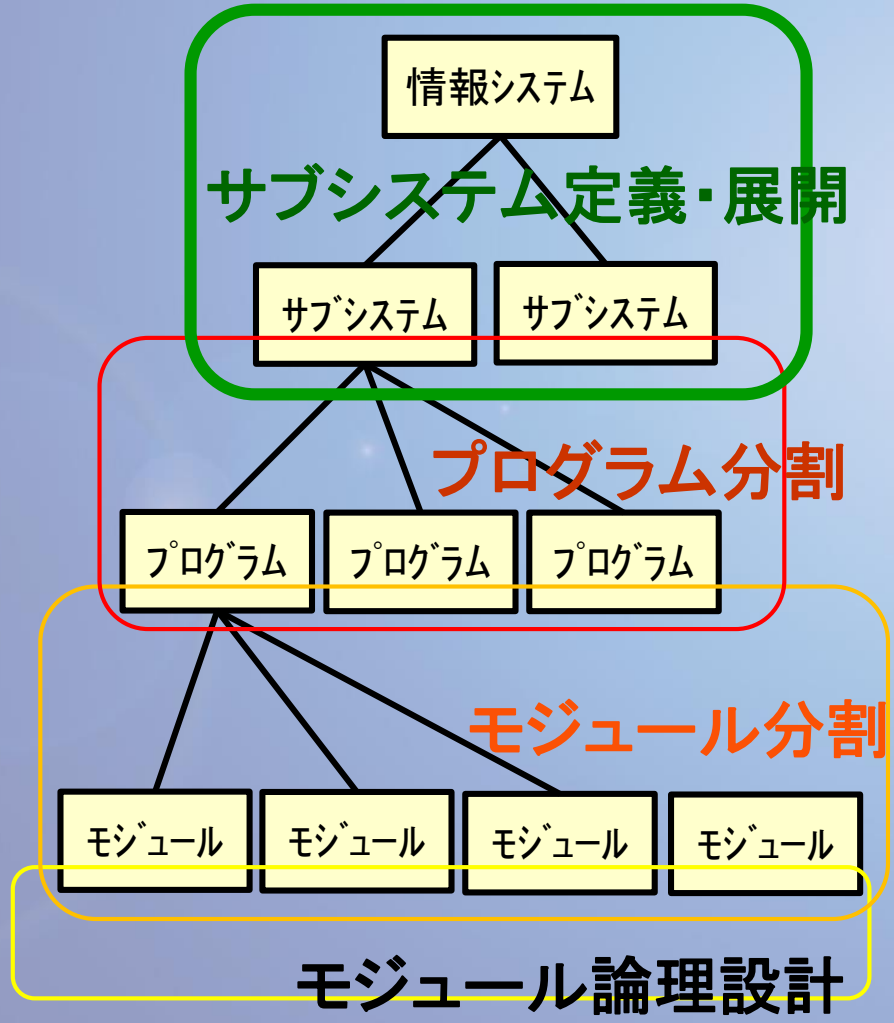 情報システム
サブシステム定義・展開
サブシステム
サブシステム
プログラム分割
プログラム
プログラム
プログラム
モジュール分割
モジュール
モジュール
モジュール
モジュール
モジュール論理設計